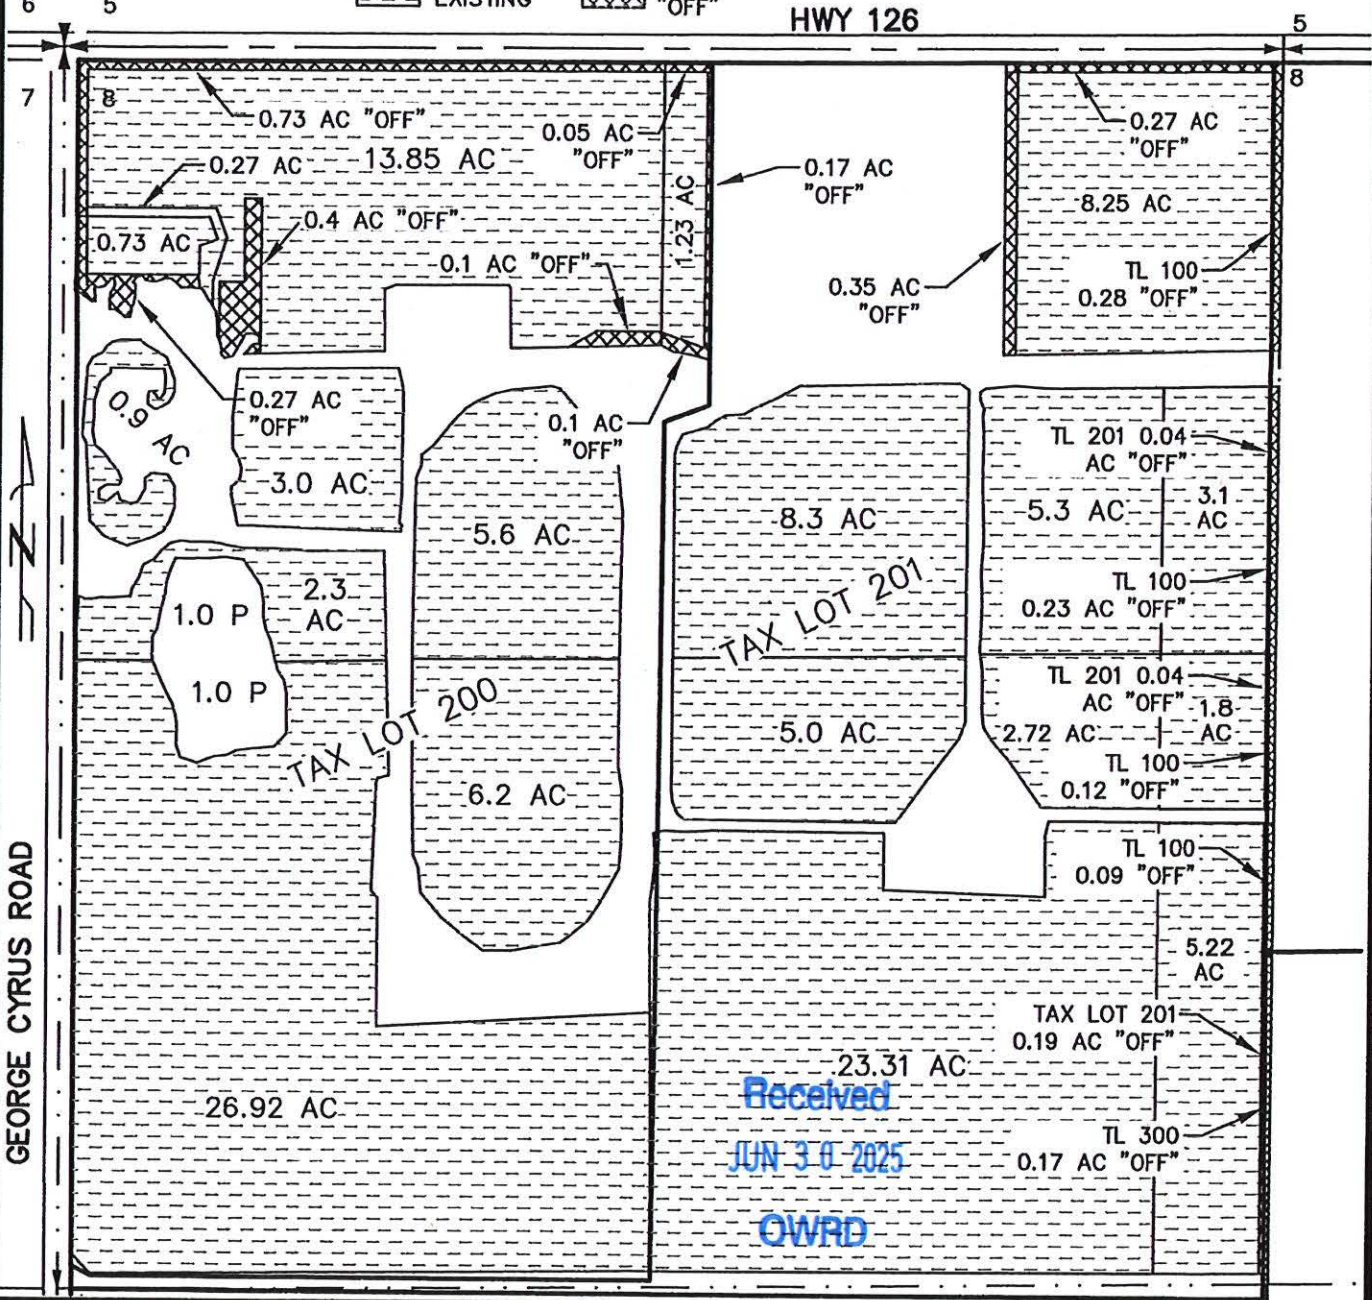 6 5
EXISTING "OFF"
HWY 126
5
7 8
8
0.73 AC "OFF"
13.85 AC
0.05 AC
"OFF"
0.27 AC
0.73 AC
0.4 AC "OFF"
0.1 AC "OFF"
1.23 AC
0.17 AC
"OFF"
0.35 AC
"OFF"
0.27 AC
"OFF"
8.25 AC
TL 100
0.28 "OFF"
0.9 AC
0.27 AC
"OFF"
3.0 AC
0.1 AC
"OFF"
5.6 AC
8.3 AC
TL 201 0.04
AC "OFF"
5.3 AC
3.1
AC
TL 100
0.23 AC "OFF"
N
1.0 P
2.3
AC
1.0 P
TAX LOT 200
TAX LOT 201
6.2 AC
5.0 AC
TL 201 0.04
AC "OFF"
2.72 AC
1.8
AC
TL 100
0.12 "OFF"
TL 100
0.09 "OFF"
5.22
AC
GEORGE CYRUS ROAD
TAX LOT 201
0.19 AC "OFF"
23.31 AC
26.92 AC
TL 300
0.17 AC "OFF"
Received
JUN 30 2025
OWRD